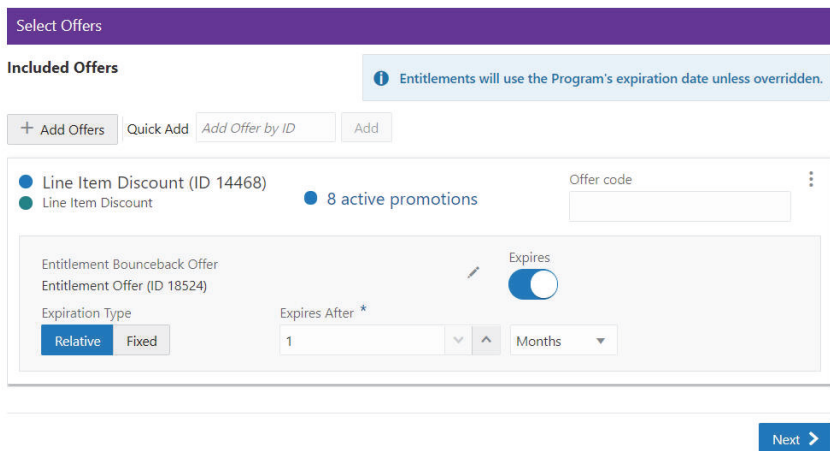 Select Offers
Included Offers
Entitlements will use the Program's expiration date unless overridden.
+ Add Offers Quick Add Add Offer by ID Add
Line Item Discount (ID 14468)
Line Item Discount
8 active promotions
Offer code
Entitlement Bounceback Offer
Entitlement Offer (ID 18524)
Expires
Expiration Type
Relative Fixed
Expires After *
1 Months
Next